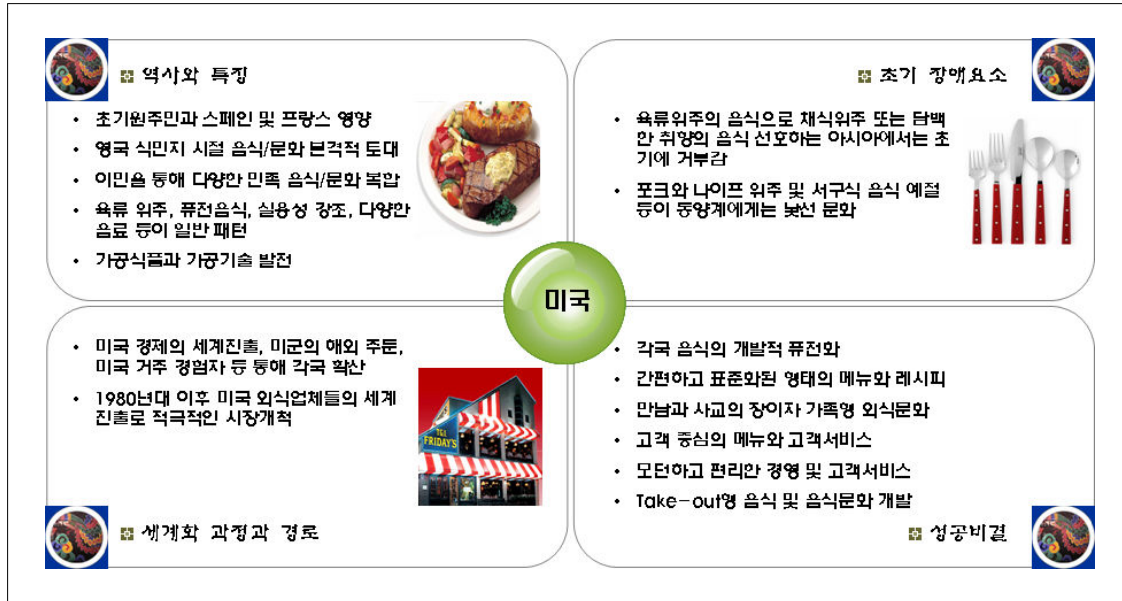 역사와 특징
• 초기원주민과 스페인 및 프랑스 영향
• 영국 식민지 시절 음식/문화 본격적 토대
• 이민을 통해 다양한 민족 음식/문화 복합
• 육류 위주, 퓨전음식, 실용성 강조, 다양한
음료 등이 일반 패턴
• 가공식품과 가공기술 발전
초기 장애요소
• 육류위주의 음식으로 채식위주 또는 담백
한 취향의 음식 선호하는 아시아에서는 초
기에 거부감
• 포크와 나이프 위주 및 서구식 음식 예절
등이 동양계에게는 낯선 문화
미국
• 미국 경제의 세계진출, 미군의 해외 주둔,
미국 거주 경험자 등 통해 각국 확산
• 1980년대 이후 미국 외식업체들의 세계
진출로 적극적인 시장개척
TGI
FRIDAY'S
세계화 과정과 경로
• 각국 음식의 개발적 퓨전화
• 간편하고 표준화된 형태의 메뉴화 레시피
• 만남과 사교의 장이자 가족형 외식문화
• 고객 중심의 메뉴와 고객서비스
• 모던하고 편리한 경영 및 고객서비스
• Take-out형 음식 및 음식문화 개발
성공비결